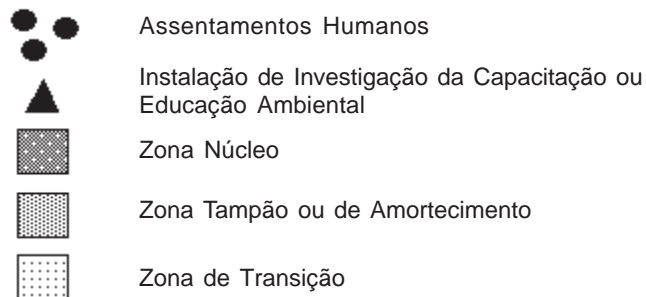 Assentamentos Humanos
Instalação de Investigação da Capacitação ou
Educação Ambiental
Zona Núcleo
Zona Tampão ou de Amortecimento
Zona de Transição